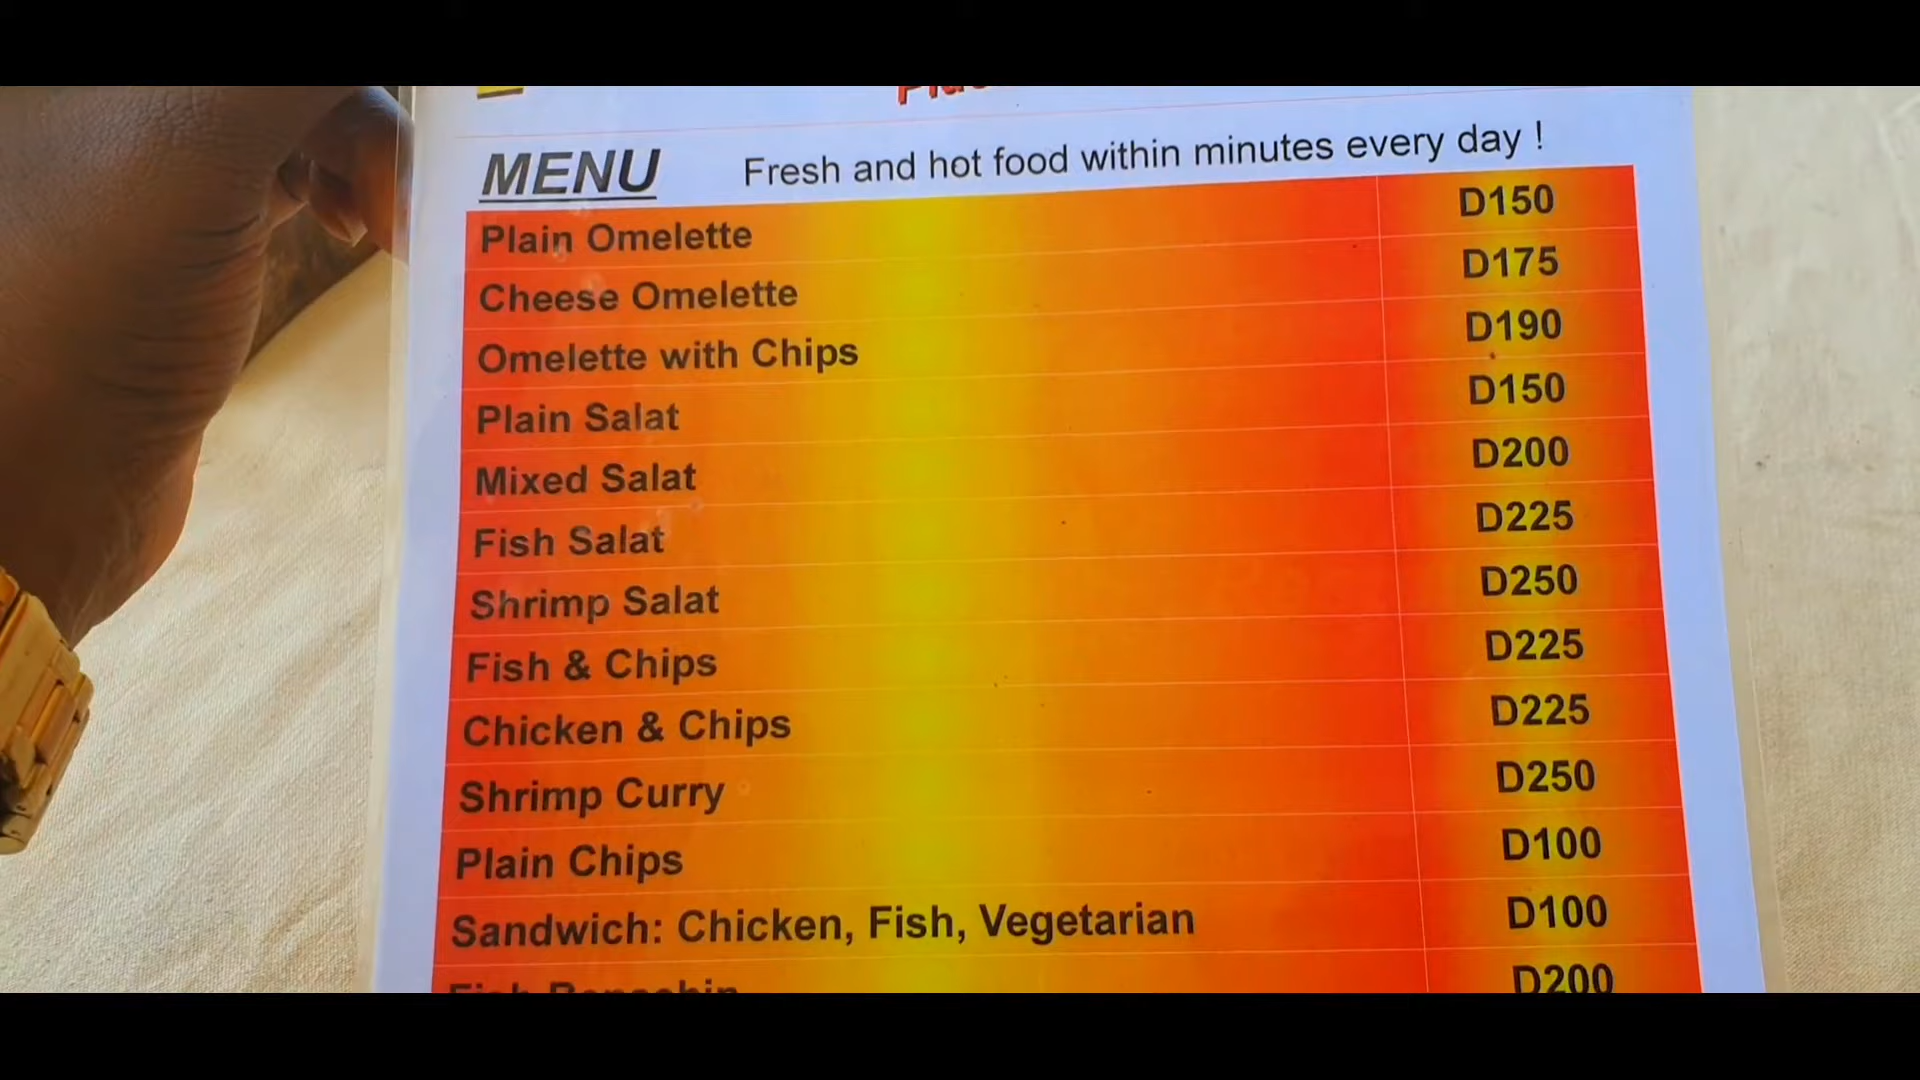 MENU Fresh and hot food within minutes every day !
Plain Omelette D150
Cheese Omelette D175
Omelette with Chips D190
Plain Salat D150
Mixed Salat D200
Fish Salat D225
Shrimp Salat D250
Fish & Chips D225
Chicken & Chips D225
Shrimp Curry D250
Plain Chips D100
Sandwich: Chicken, Fish, Vegetarian D100
Fish Benachin D200